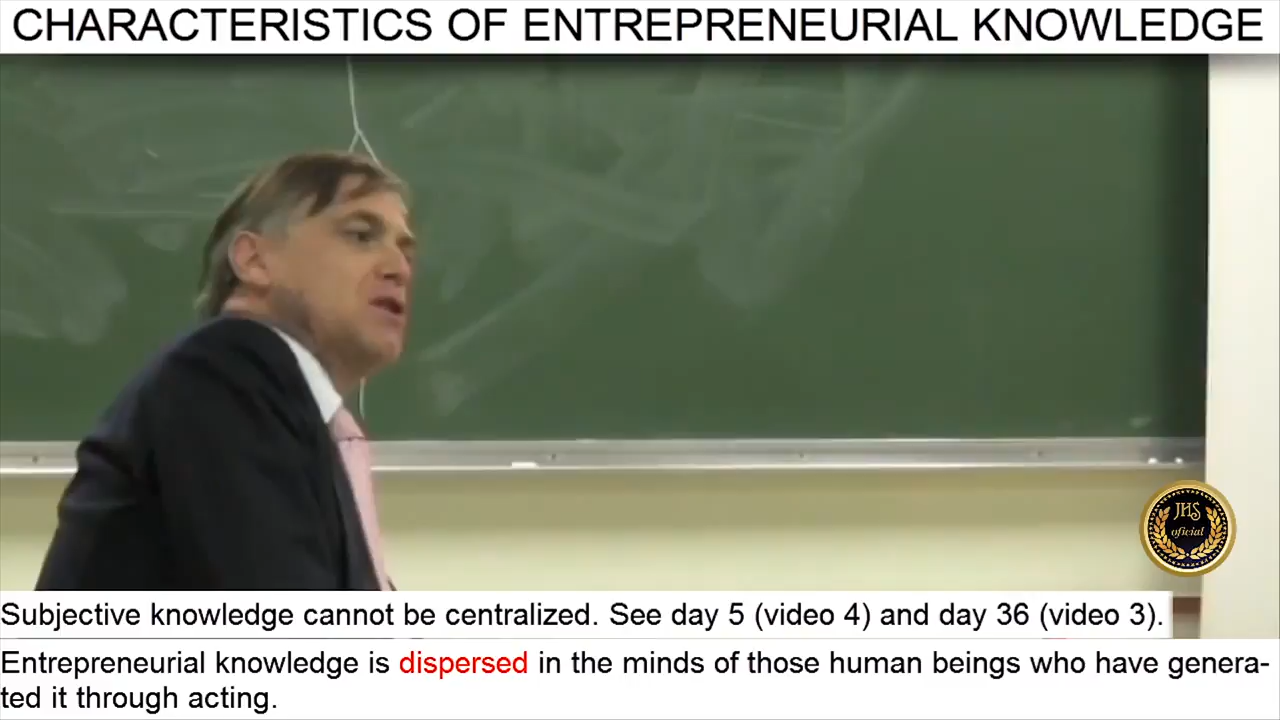 CHARACTERISTICS OF ENTREPRENEURIAL KNOWLEDGE
JHS
oficial
Subjective knowledge cannot be centralized. See day 5 (video 4) and day 36 (video 3).
Entrepreneurial knowledge is dispersed in the minds of those human beings who have genera-
ted it through acting.